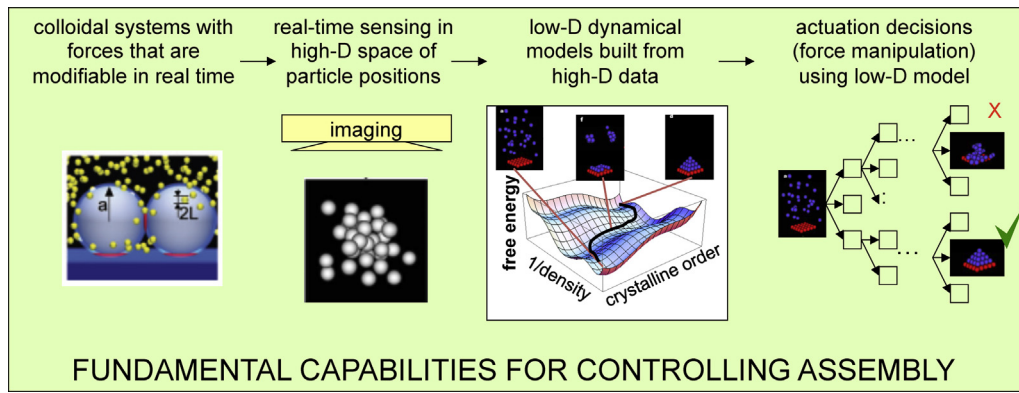 colloidal systems with
forces that are
modifiable in real time
real-time sensing in
high-D space of
particle positions
low-D dynamical
models built from
high-D data
actuation decisions
(force manipulation)
using low-D model
imaging
a
2L
free energy
1/density
crystalline order
f
X
...
...
FUNDAMENTAL CAPABILITIES FOR CONTROLLING ASSEMBLY